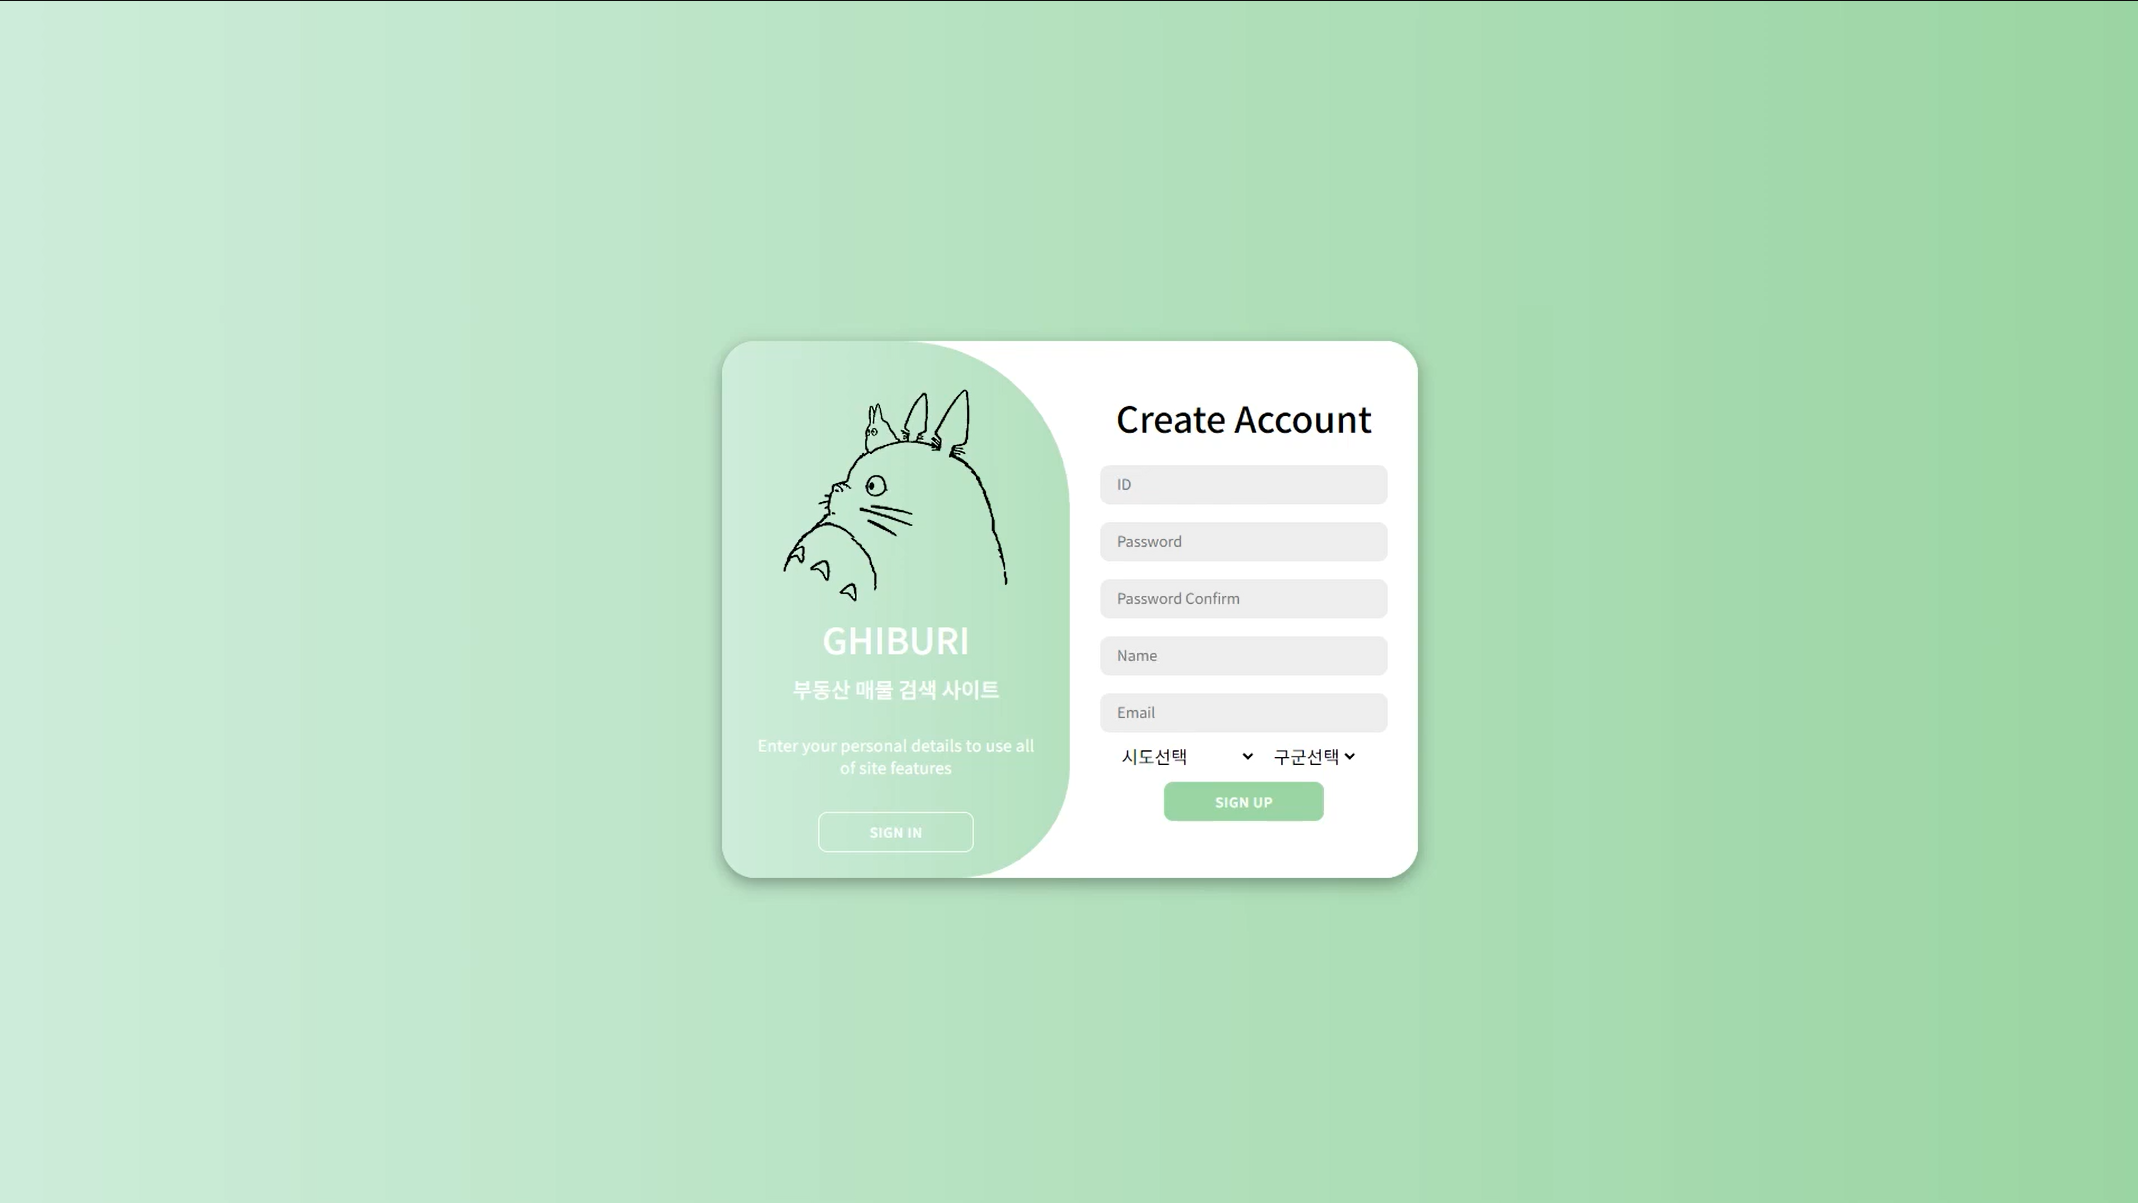 GHIBURI
부동산 매물 검색 사이트
Enter your personal details to use all
of site features
SIGN IN
Create Account
ID
Password
Password Confirm
Name
Email
시도선택 구군선택
SIGN UP